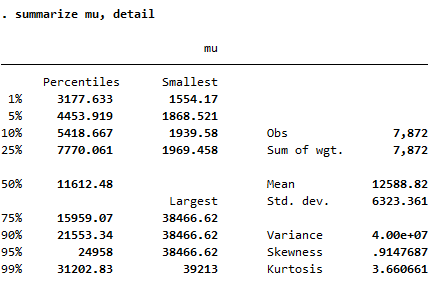 . summarize mu, detail
mu
Percentiles Smallest
1% 3177.633 1554.17
5% 4453.919 1868.521
10% 5418.667 1939.58 Obs 7,872
25% 7770.061 1969.458 Sum of wgt. 7,872
50% 11612.48 Mean 12588.82
Largest Std. dev. 6323.361
75% 15959.07 38466.62
90% 21553.34 38466.62 Variance 4.00e+07
95% 24958 38466.62 Skewness .9147687
99% 31202.83 39213 Kurtosis 3.660661